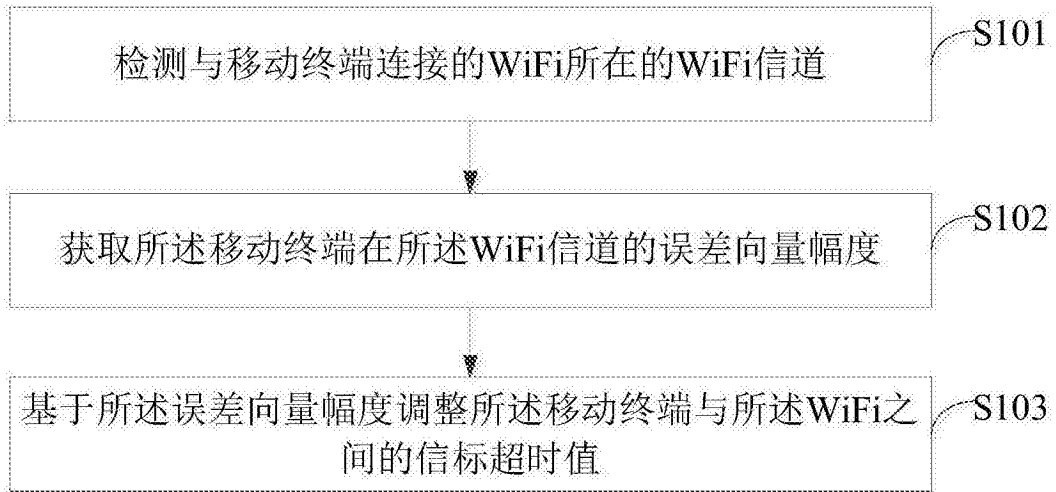 检测与移动终端连接的WiFi所在的WiFi信道
S101
获取所述移动终端在所述WiFi信道的误差向量幅度
S102
基于所述误差向量幅度调整所述移动终端与所述WiFi之
间的信标超时值
S103